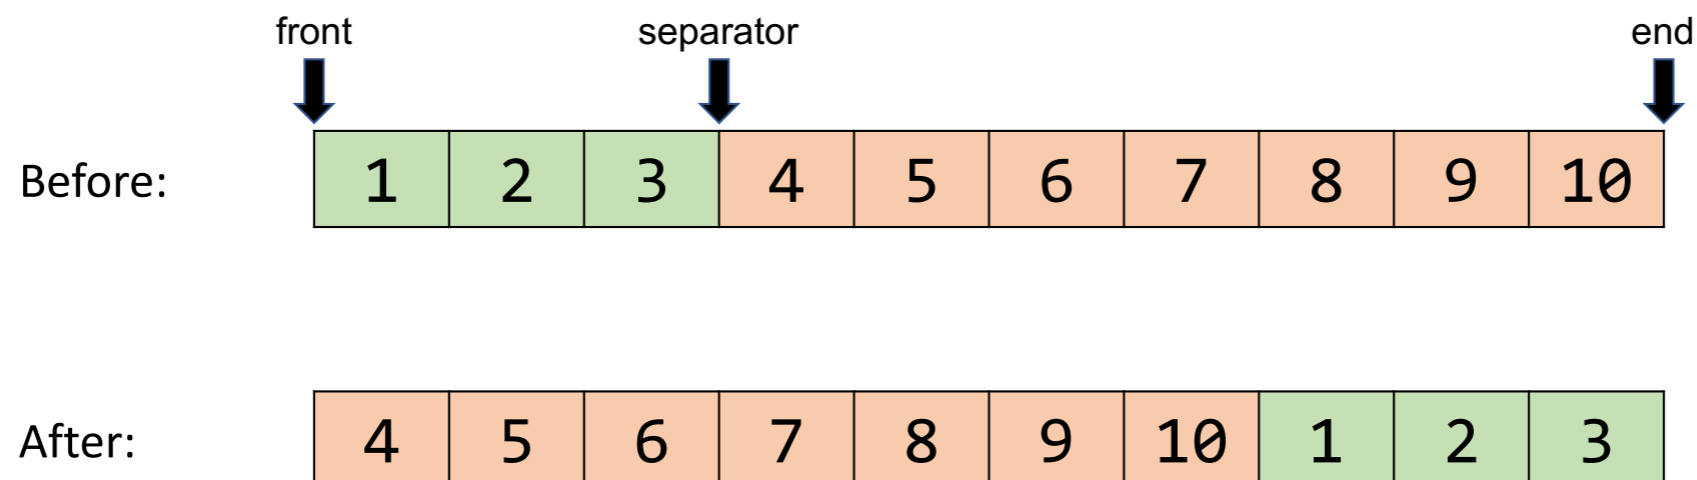 front separator end
Before: 1 2 3 4 5 6 7 8 9 10
After: 4 5 6 7 8 9 10 1 2 3